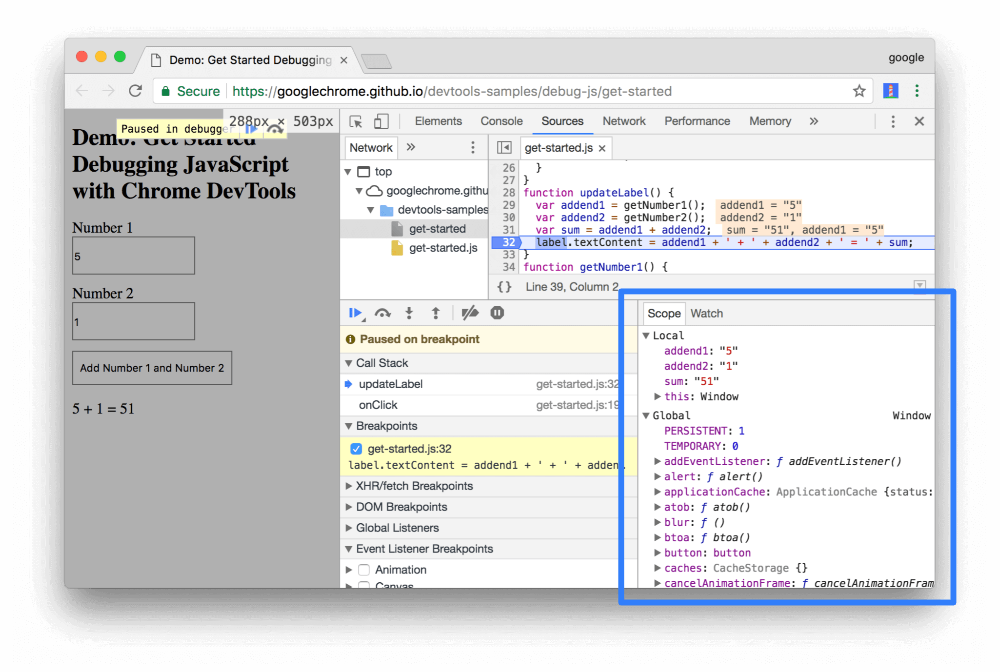 Demo: Get Started Debugging
google
Secure
https://googlechrome.github.io/devtools-samples/debug-js/get-started
Paused in debugger
288px × 503px
Demo: Get Started
Debugging JavaScript
with Chrome DevTools
Number 1
5
Number 2
1
Add Number 1 and Number 2
5 + 1 = 51
Elements Console Sources Network Performance Memory »
Network »
top
googlechrome.githu
devtools-samples
get-started
get-started.js
get-started.js
26 }
27 }
28 function updateLabel() {
29 var addend1 = getNumber1(); addend1 = "5"
30 var addend2 = getNumber2(); addend2 = "1"
31 var sum = addend1 + addend2; sum = "51", addend1 = "5"
32 label.textContent = addend1 + ' + ' + addend2 + ' = ' + sum;
33 }
34 function getNumber1() {
{} Line 39, Column 2
Paused on breakpoint
Call Stack
updateLabel get-started.js:32
onClick get-started.js:19
Breakpoints
get-started.js:32
label.textContent = addend1 + ' + ' + adden
XHR/fetch Breakpoints
DOM Breakpoints
Global Listeners
Event Listener Breakpoints
Animation
Canvas
Scope Watch
Local
addend1: "5"
addend2: "1"
sum: "51"
this: Window
Global Window
PERSISTENT: 1
TEMPORARY: 0
addEventListener: ƒ addEventListener()
alert: ƒ alert()
applicationCache: ApplicationCache {status:
atob: ƒ atob()
blur: ƒ ()
btoa: ƒ btoa()
button: button
caches: CacheStorage {}
cancelAnimationFrame: ƒ cancelAnimationFram